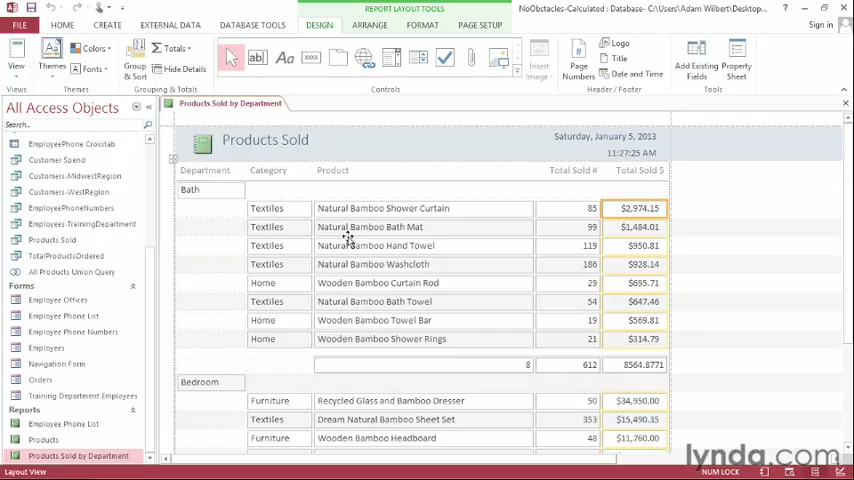 REPORT LAYOUT TOOLS
NoObstacles-Calculated : Database- C:\Users\Adam Wilbert\Desktop...
FILE HOME CREATE EXTERNAL DATA DATABASE TOOLS DESIGN ARRANGE FORMAT PAGE SETUP Sign in
View
Themes
Colors
Fonts
Group & Sort
Totals
Hide Details
ab|
Aa
xxxx
Insert Image
Page Numbers
Logo
Title
Date and Time
Add Existing Fields
Property Sheet
Views Themes Grouping & Totals Controls Header / Footer Tools
All Access Objects
Search...
EmployeePhone Crosstab
Customer Spend
Customers-MidwestRegion
Customers-WestRegion
EmployeePhoneNumbers
Employees-TrainingDepartment
Products Sold
TotalProductsOrdered
All Products Union Query
Forms
Employee Offices
Employee Phone List
Employee Phone Numbers
Employees
Navigation Form
Orders
Training Department Employees
Reports
Employee Phone List
Products
Products Sold by Department
Products Sold by Department
Products Sold
Saturday, January 5, 2013
11:27:25 AM
Department Category Product Total Sold # Total Sold $
Bath
Textiles Natural Bamboo Shower Curtain 85 $2,974.15
Textiles Natural Bamboo Bath Mat 99 $1,484.01
Textiles Natural Bamboo Hand Towel 119 $950.81
Textiles Natural Bamboo Washcloth 186 $928.14
Home Wooden Bamboo Curtain Rod 29 $695.71
Textiles Natural Bamboo Bath Towel 54 $647.46
Home Wooden Bamboo Towel Bar 19 $569.81
Home Wooden Bamboo Shower Rings 21 $314.79
8 612 8564.8771
Bedroom
Furniture Recycled Glass and Bamboo Dresser 50 $34,950.00
Textiles Dream Natural Bamboo Sheet Set 353 $15,490.35
Furniture Wooden Bamboo Headboard 48 $11,760.00
lynda.com
Layout View
NUM LOCK